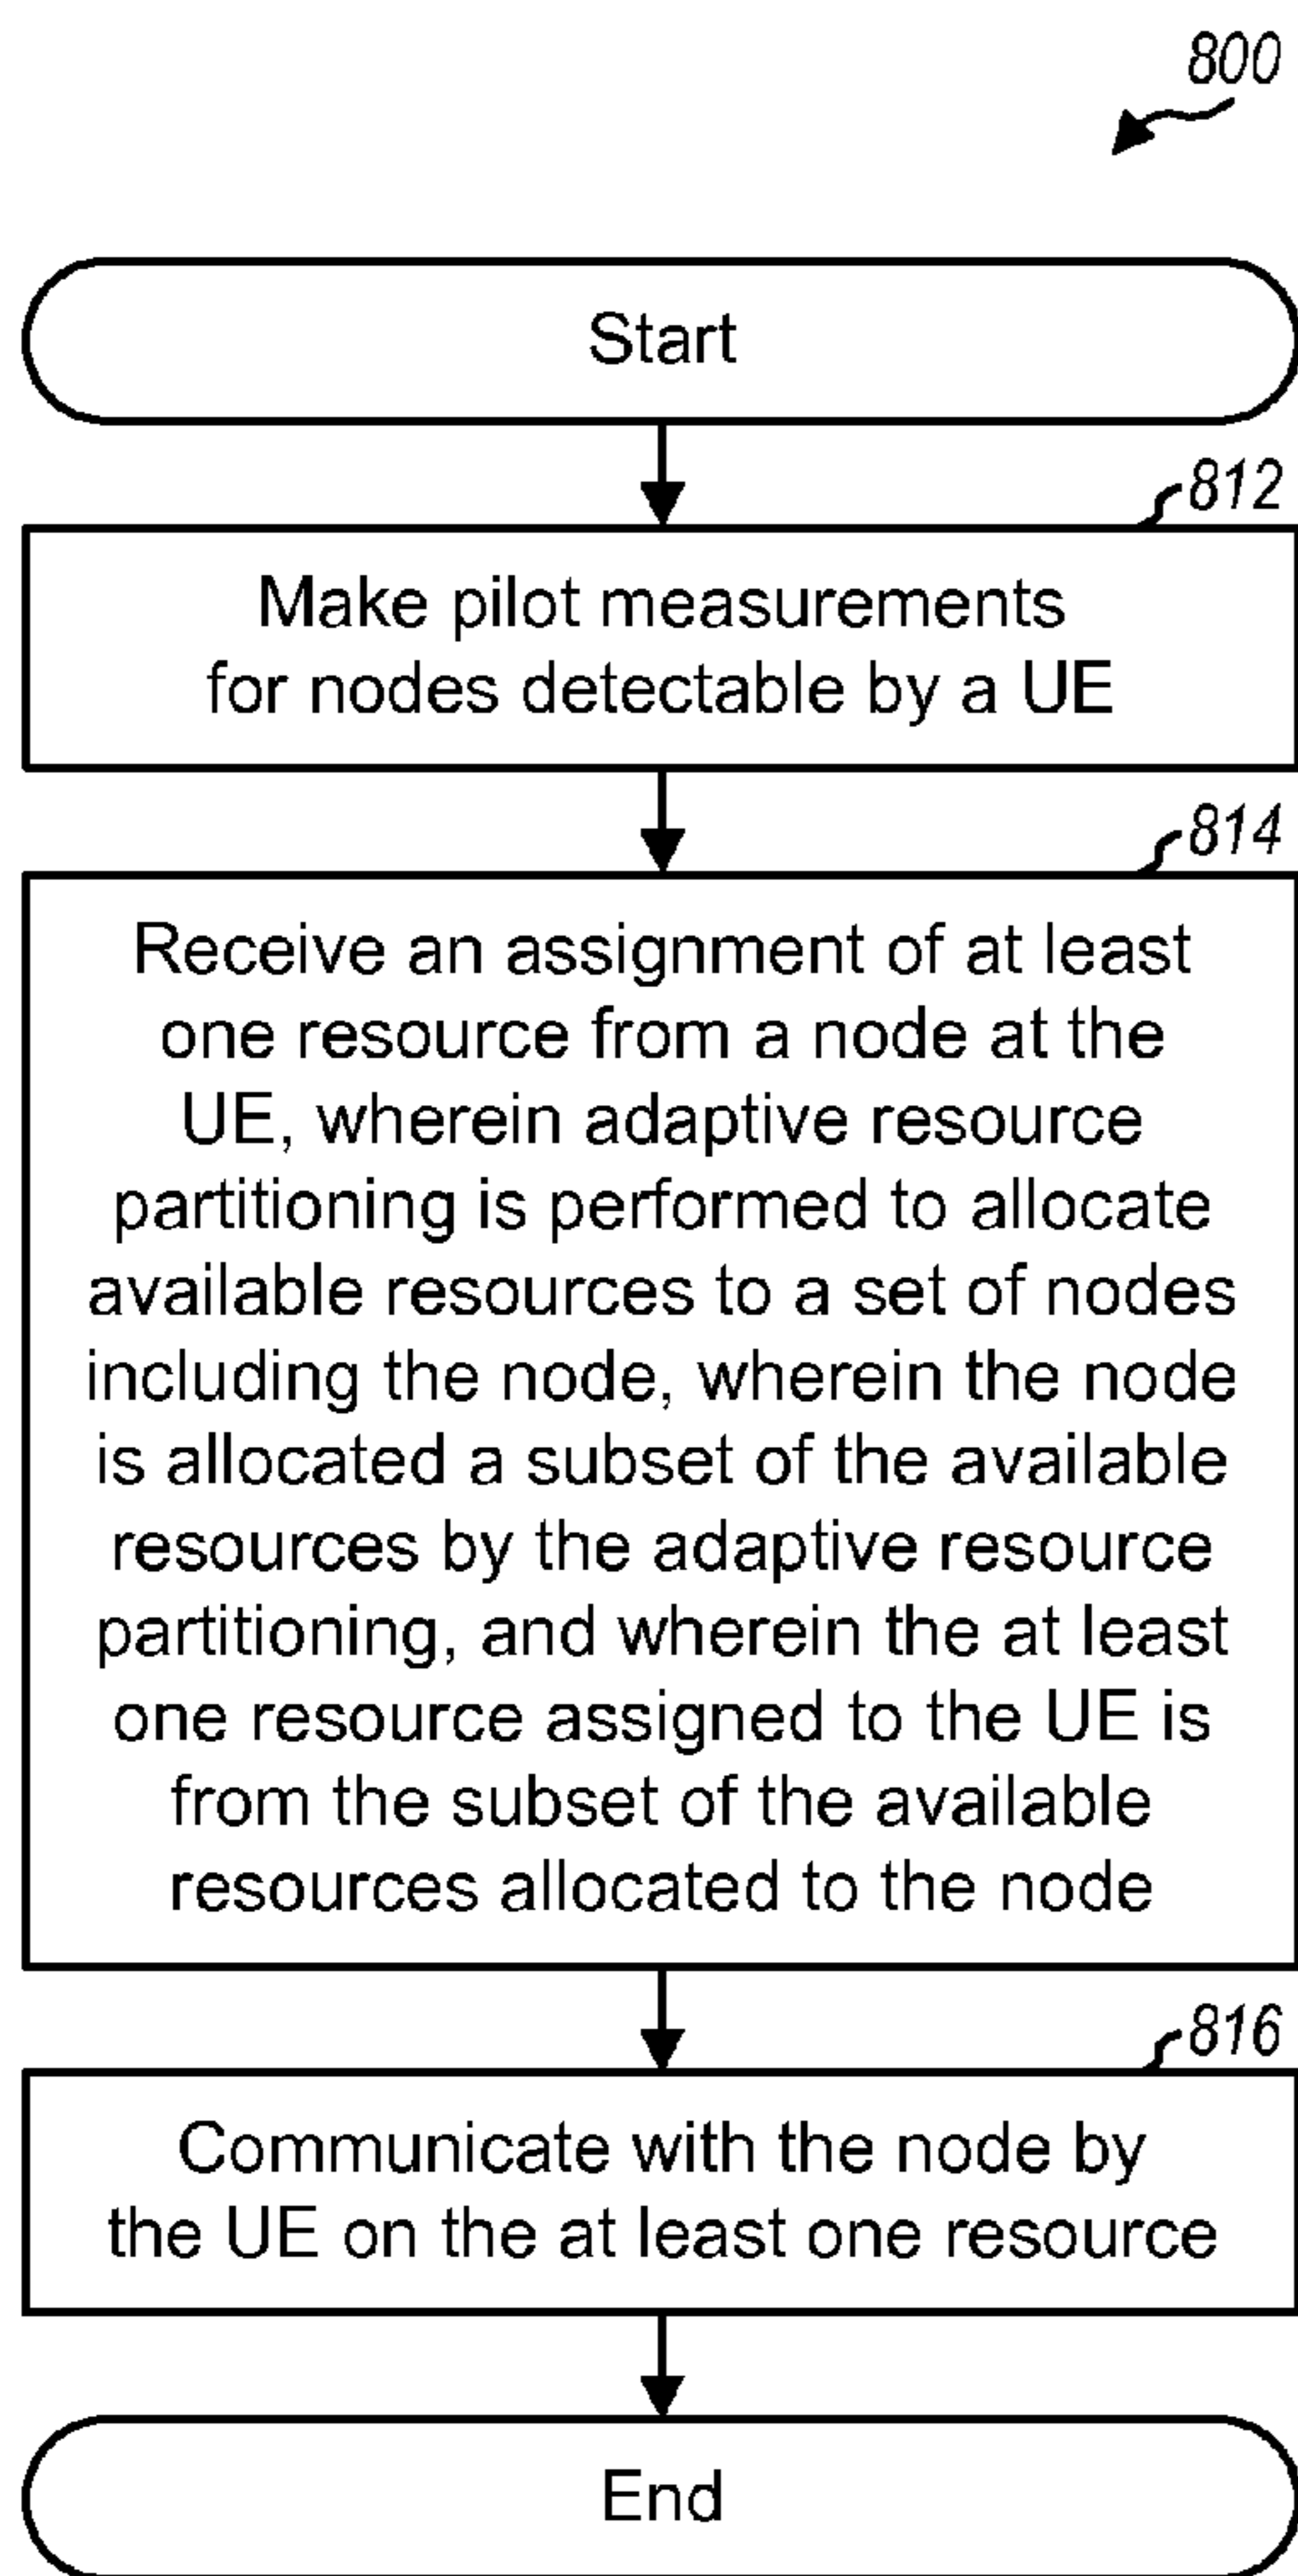 800
Start
812
Make pilot measurements
for nodes detectable by a UE
814
Receive an assignment of at least
one resource from a node at the
UE, wherein adaptive resource
partitioning is performed to allocate
available resources to a set of nodes
including the node, wherein the node
is allocated a subset of the available
resources by the adaptive resource
partitioning, and wherein the at least
one resource assigned to the UE is
from the subset of the available
resources allocated to the node
816
Communicate with the node by
the UE on the at least one resource
End